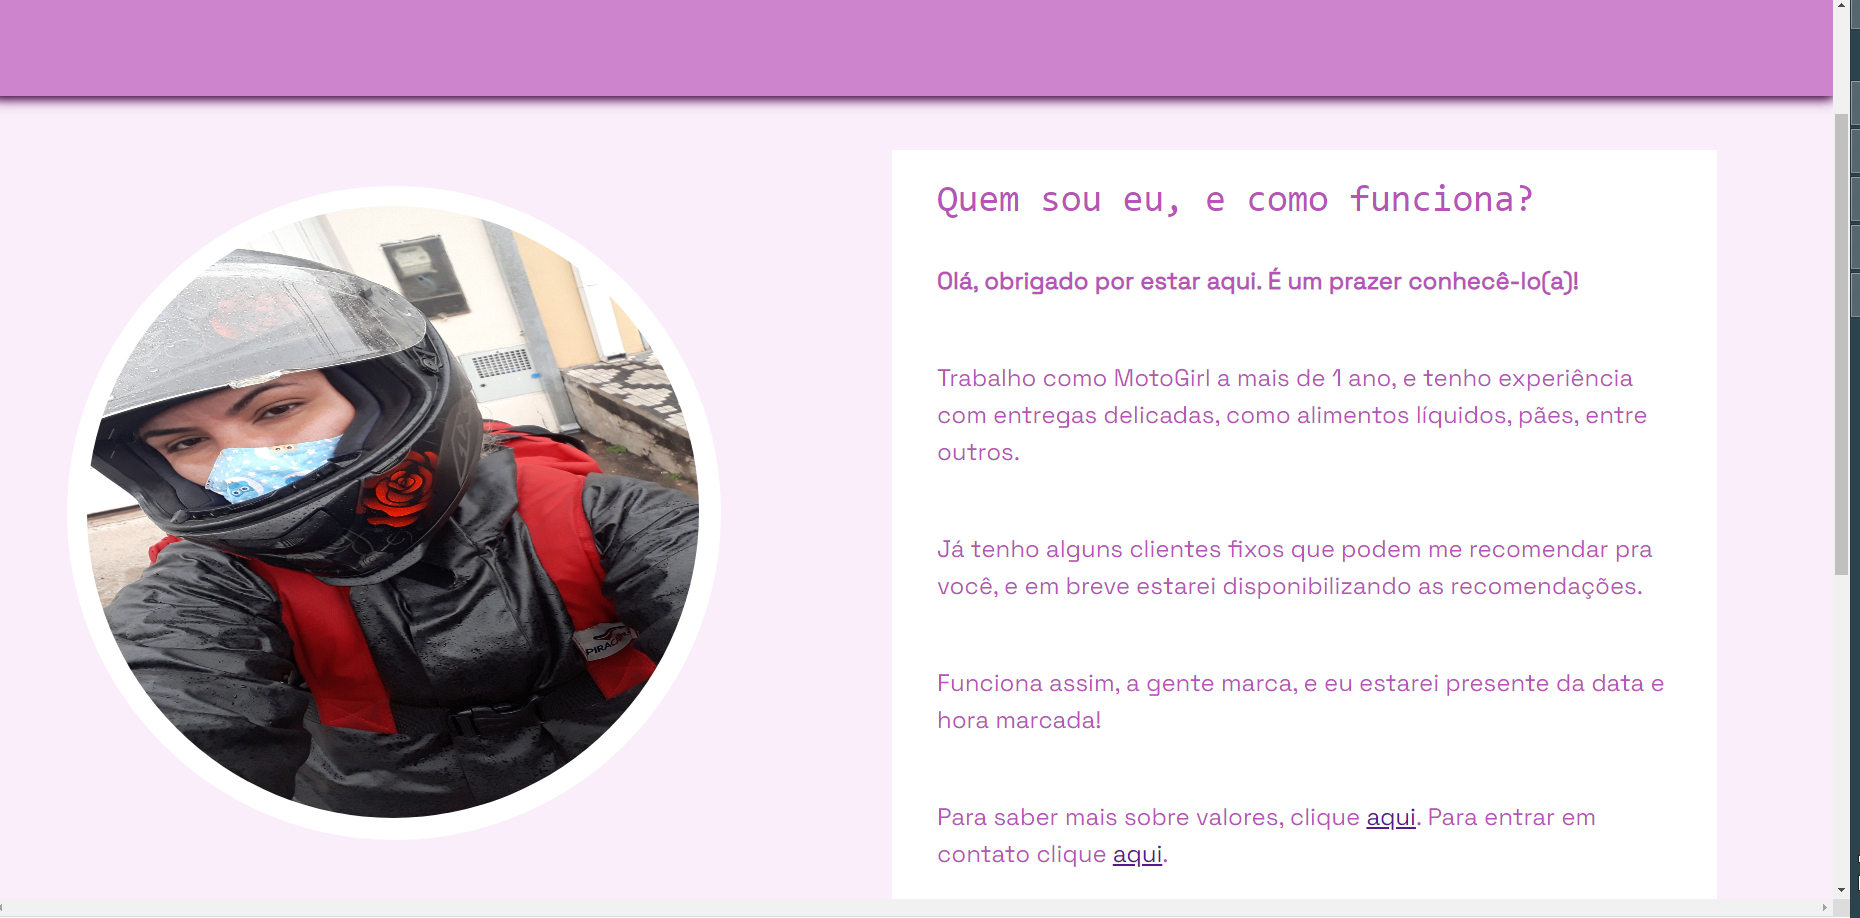 Quem sou eu, e como funciona?
Olá, obrigado por estar aqui. É um prazer conhecê-lo(a)!
Trabalho como MotoGirl a mais de 1 ano, e tenho experiência
com entregas delicadas, como alimentos líquidos, pães, entre
outros.
Já tenho alguns clientes fixos que podem me recomendar pra
você, e em breve estarei disponibilizando as recomendações.
Funciona assim, a gente marca, e eu estarei presente da data e
hora marcada!
Para saber mais sobre valores, clique aqui. Para entrar em
contato clique aqui.